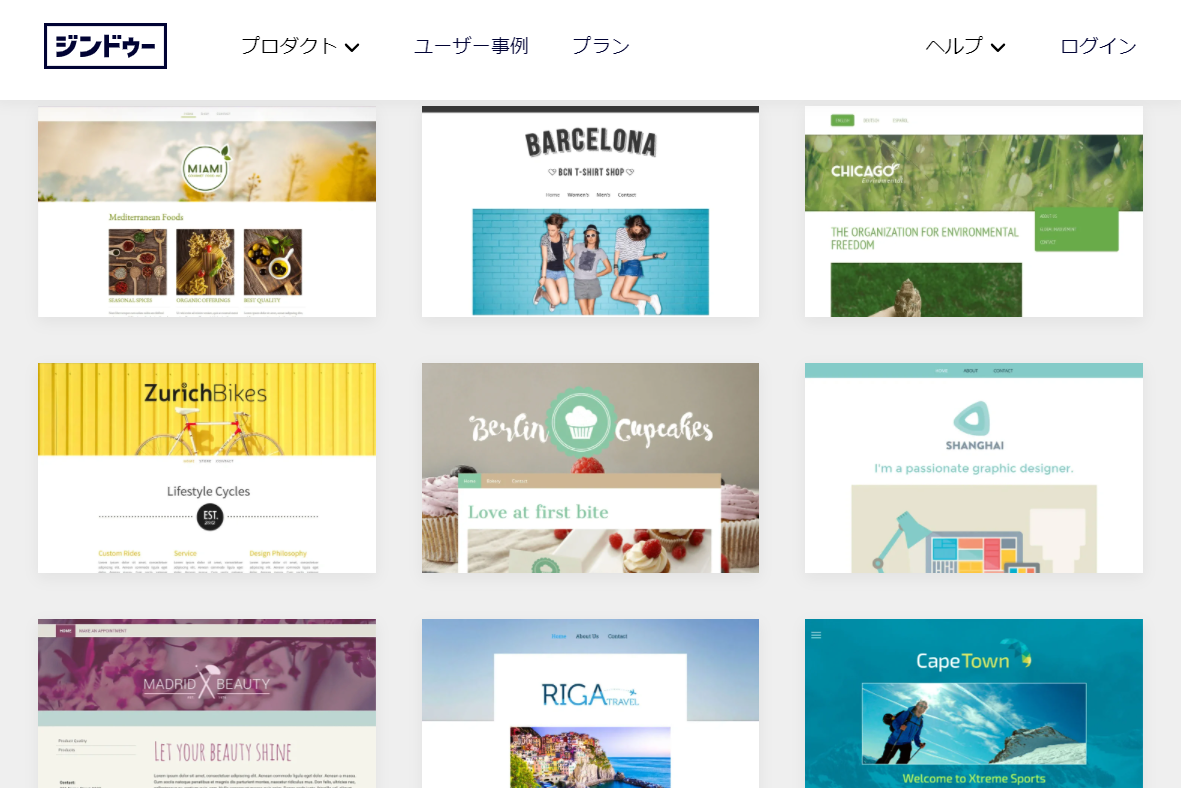 ジンドゥー プロダクト ユーザー事例 プラン ヘルプ ログイン
MIAMI
Mediterranean Foods
SEASONAL SPICES ORGANIC OFFERINGS BEST QUALITY
BARCELONA
BCN T-SHIRT SHOP
Home Women's Men's Contact
CHICAGO
Environmental
THE ORGANIZATION FOR ENVIRONMENTAL
FREEDOM
ABOUT US
CONTACT
ZurichBikes
Lifestyle Cycles
EST.
Custom Rides Service Design Philosophy
Berlin Cupcakes
Home Contact
Love at first bite
HOME ABOUT CONTACT
SHANGHAI
I'm a passionate graphic designer.
HOME MAKE AN APPOINTMENT
MADRID BEAUTY
Product Quality
Products
LET YOUR BEAUTY SHINE
Contact
Home About Us Contact
RIGA TRAVEL
CapeTown
Welcome to Xtreme Sports